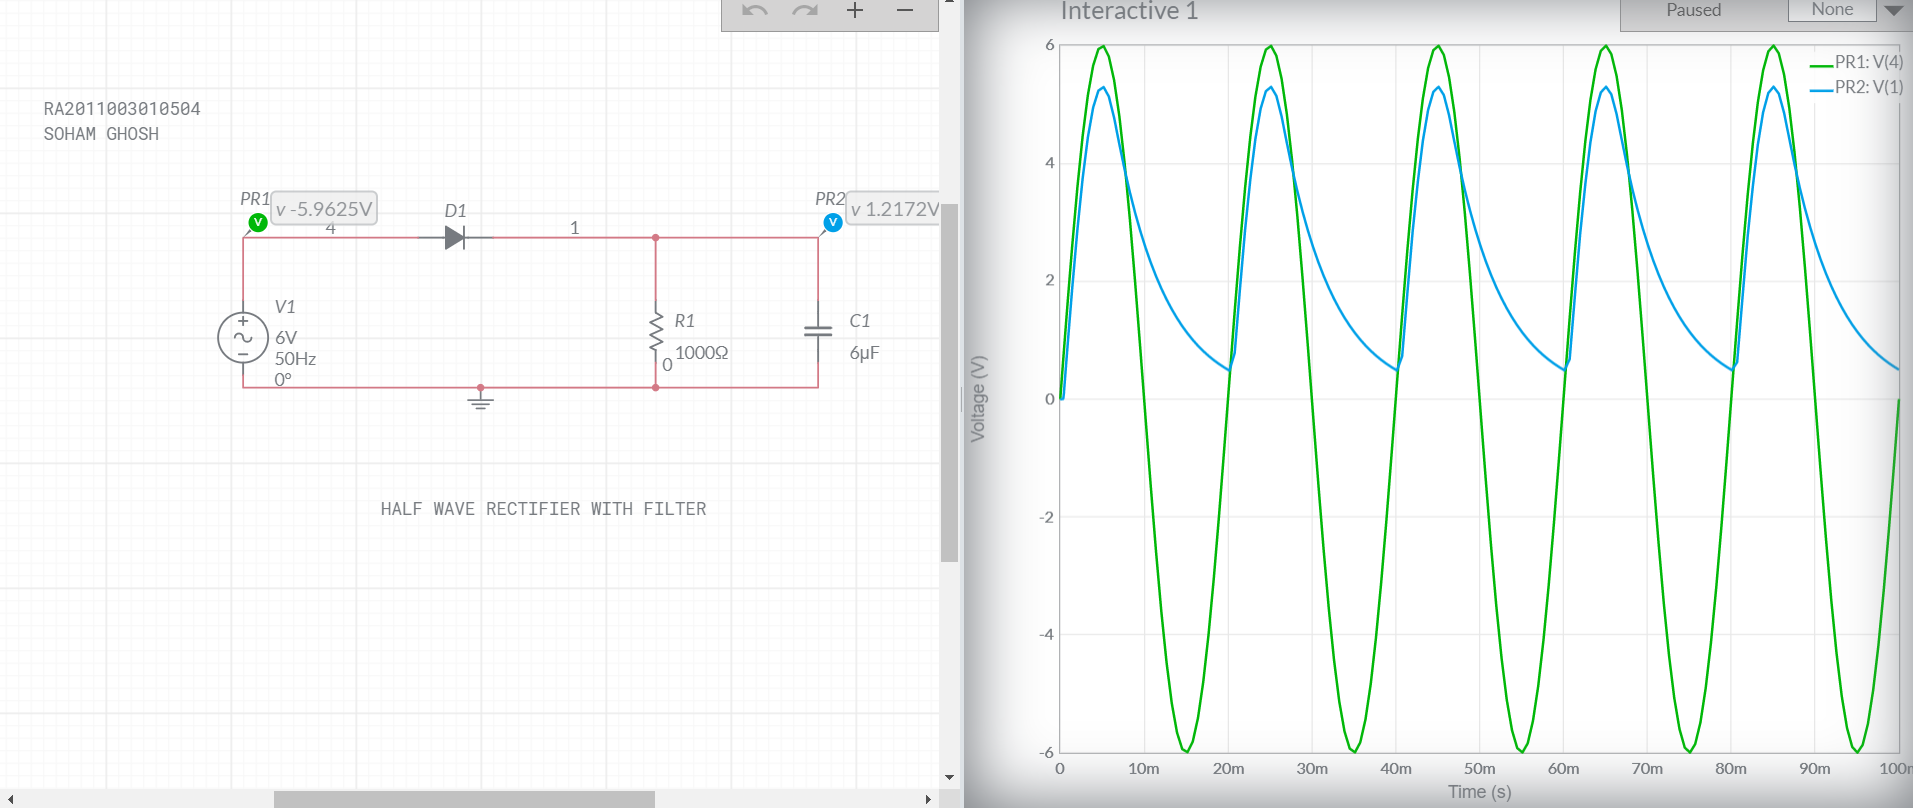 Interactive 1
Paused
None
RA2011003010504
SOHAM GHOSH
PR1
v -5.9625V
V
4
D1
1
PR2
v 1.2172V
V
V1
6V
50Hz
0°
R1
1000Ω
0
C1
6µF
HALF WAVE RECTIFIER WITH FILTER
PR1: V(4)
PR2: V(1)
6
4
2
0
-2
-4
-6
Voltage (V)
0
10m
20m
30m
40m
50m
60m
70m
80m
90m
100m
Time (s)